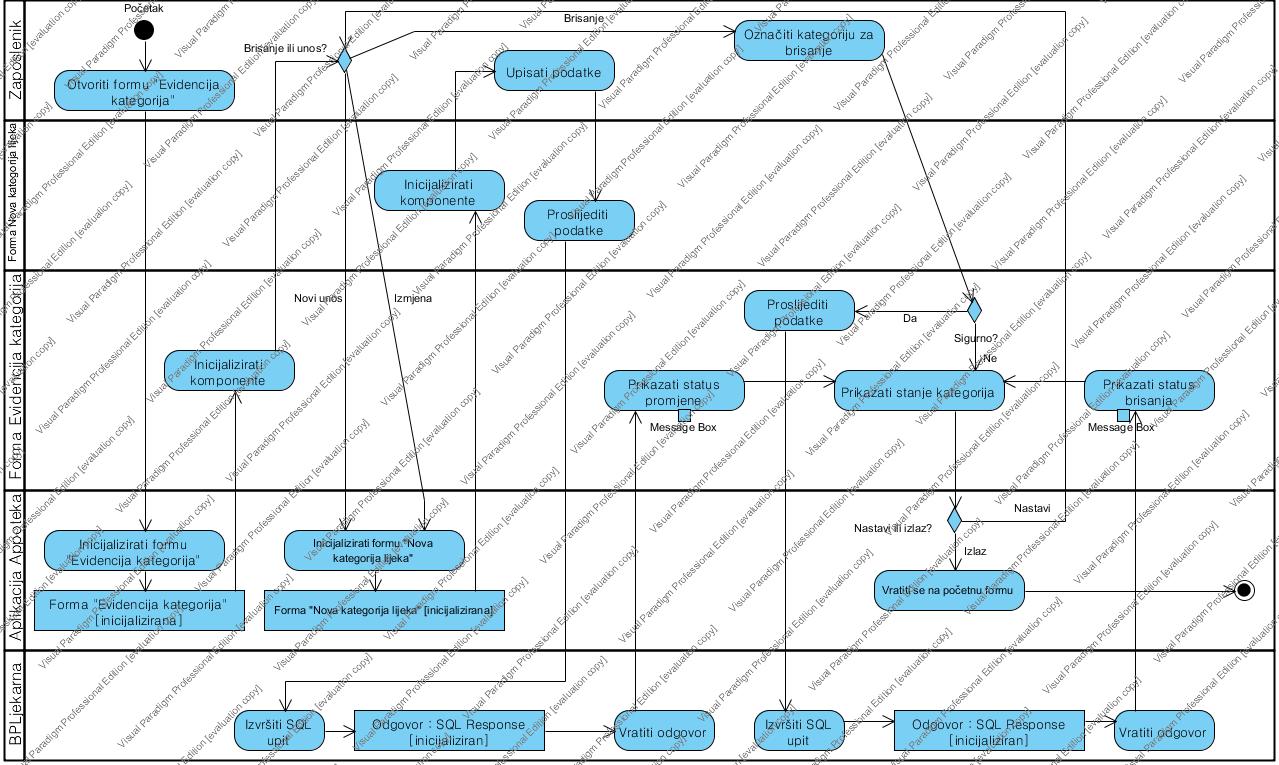 Zaposlenik
Početak
Otvoriti formu "Evidencija
kategorija"
Brisanje ili unos?
Brisanje
Upisati podatke
Označiti kategoriju za
brisanje
Forma Nova kategorija lijeka
Inicijalizirati
komponente
Proslijediti
podatke
Forma Evidencija kategorija
Novi unos
Izmjena
Inicijalizirati
komponente
Proslijediti
podatke
Da
Sigurno?
Ne
Prikazati status
promjene
Message Box
Prikazati stanje kategorija
Prikazati status
brisanja
Message Box
Aplikacija Apoteka
Inicijalizirati formu
"Evidencija kategorija"
Forma "Evidencija kategorija"
[inicijalizirana]
Inicijalizirati formu "Nova
kategorija lijeka"
Forma "Nova kategorija lijeka" [inicijalizirana]
Nastavi ili izlaz?
Nastavi
Izlaz
Vratiti se na početnu formu
BPLjekarna
Izvršiti SQL
upit
Odgovor : SQL Response
[inicijaliziran]
Vratiti odgovor
Izvršiti SQL
upit
Odgovor : SQL Response
[inicijaliziran]
Vratiti odgovor
Visual Paradigm Professional Edition [evaluation copy]